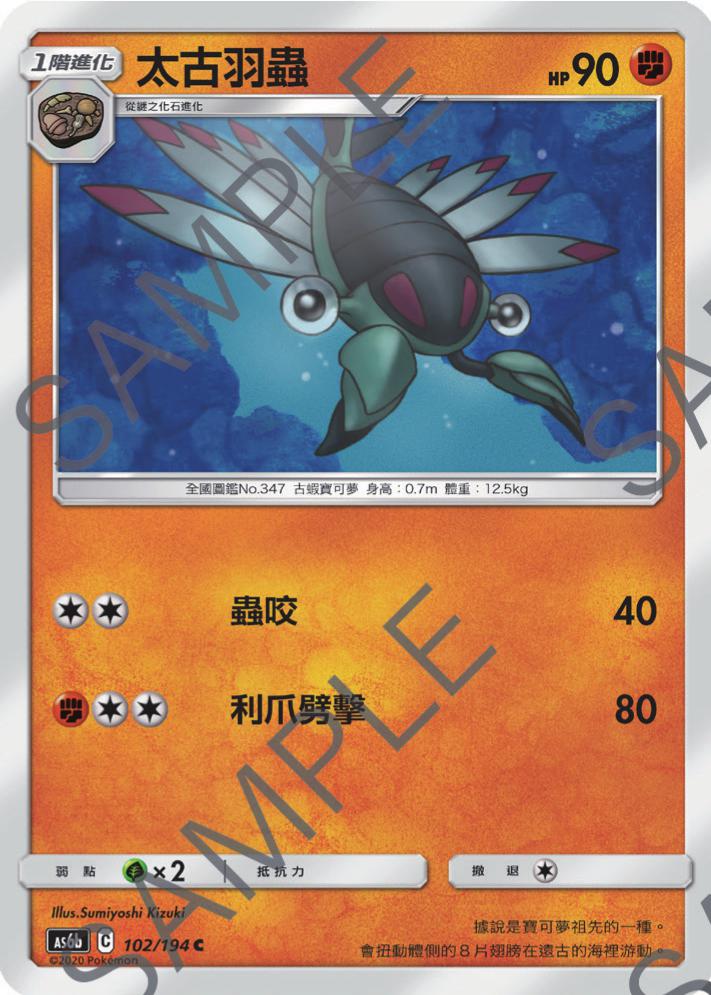 1階進化
太古羽蟲
HP90
從謎之化石進化
全國圖鑑No.347 古蝦寶可夢 身高：0.7m 體重：12.5kg
蟲咬 40
利爪劈擊 80
弱點 ×2 抵抗力 撤退
Illus.Sumiyoshi Kizuki
據說是寶可夢祖先的一種。
AS6b C 102/194 C
會扭動體側的8片翅膀在遠古的海裡游動。
©2020 Pokémon
SAMPLE
SAMPLE
SA
SA